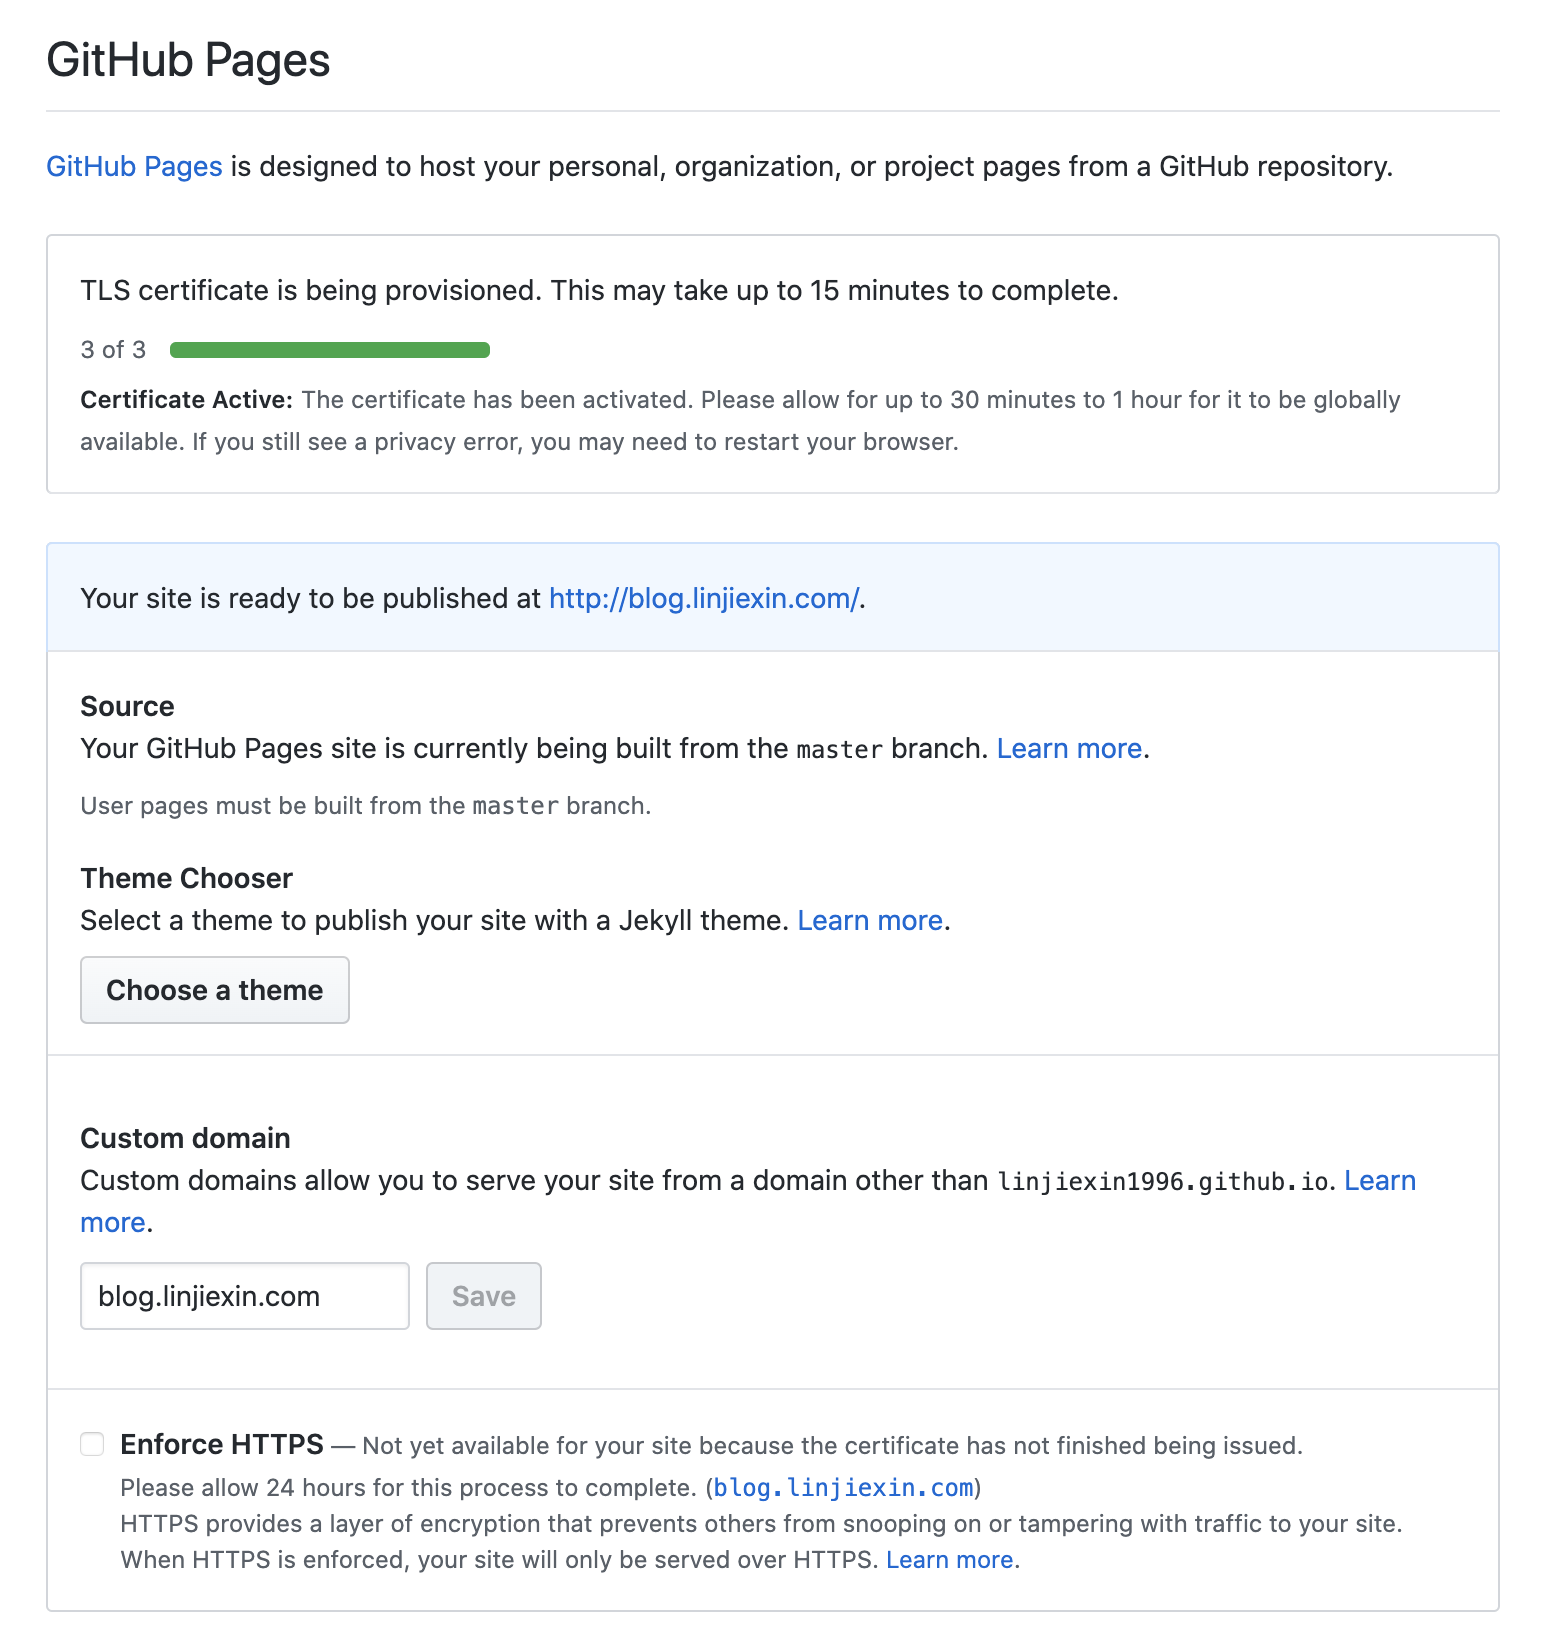 GitHub Pages
GitHub Pages is designed to host your personal, organization, or project pages from a GitHub repository.
TLS certificate is being provisioned. This may take up to 15 minutes to complete.
3 of 3
Certificate Active: The certificate has been activated. Please allow for up to 30 minutes to 1 hour for it to be globally
available. If you still see a privacy error, you may need to restart your browser.
Your site is ready to be published at http://blog.linjiexin.com/.
Source
Your GitHub Pages site is currently being built from the master branch. Learn more.
User pages must be built from the master branch.
Theme Chooser
Select a theme to publish your site with a Jekyll theme. Learn more.
Choose a theme
Custom domain
Custom domains allow you to serve your site from a domain other than linjiexin1996.github.io. Learn
more.
blog.linjiexin.com Save
Enforce HTTPS — Not yet available for your site because the certificate has not finished being issued.
Please allow 24 hours for this process to complete. (blog.linjiexin.com)
HTTPS provides a layer of encryption that prevents others from snooping on or tampering with traffic to your site.
When HTTPS is enforced, your site will only be served over HTTPS. Learn more.